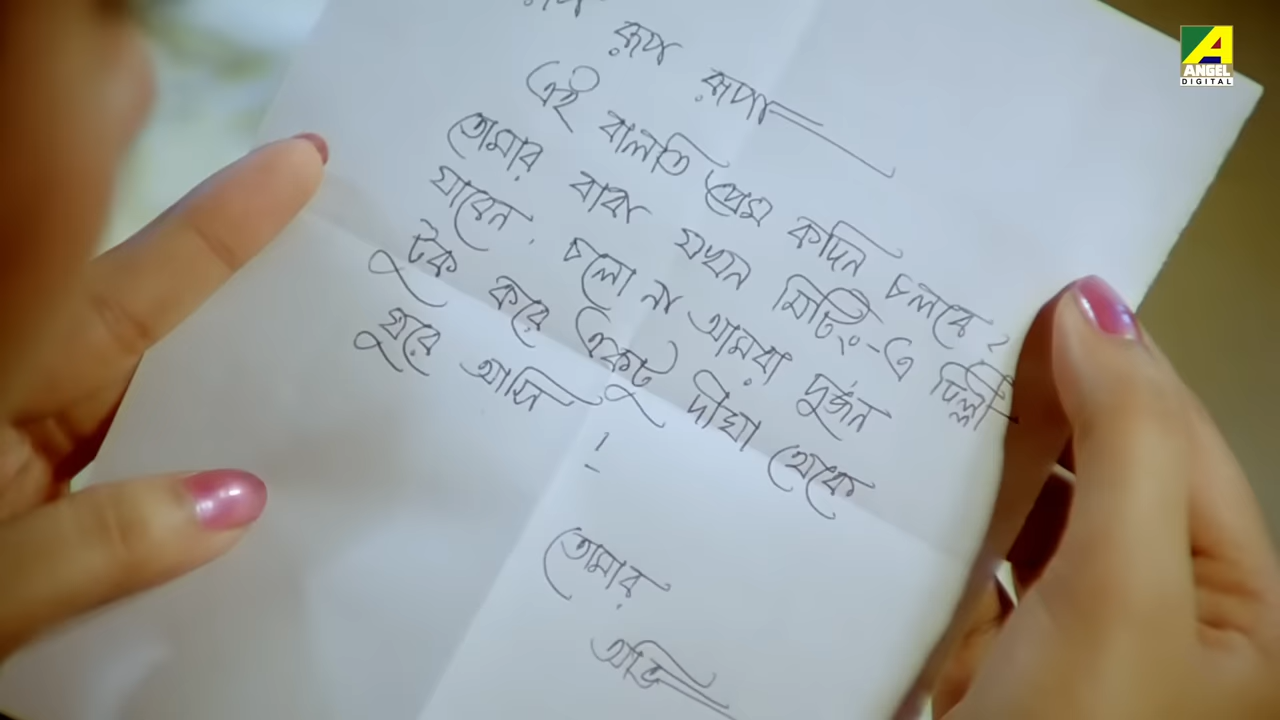 রূপ রূপা
এই বালতি প্রেম কদিন চলবে?
তোমার বাবা যখন মিটিং-এ দিল্লী
যাবেন, চলো না আমরা দুজন
টুক করে একটু দীঘা থেকে
ঘুরে আসি!
তোমার
অভি
A
ANGEL
DIGITAL